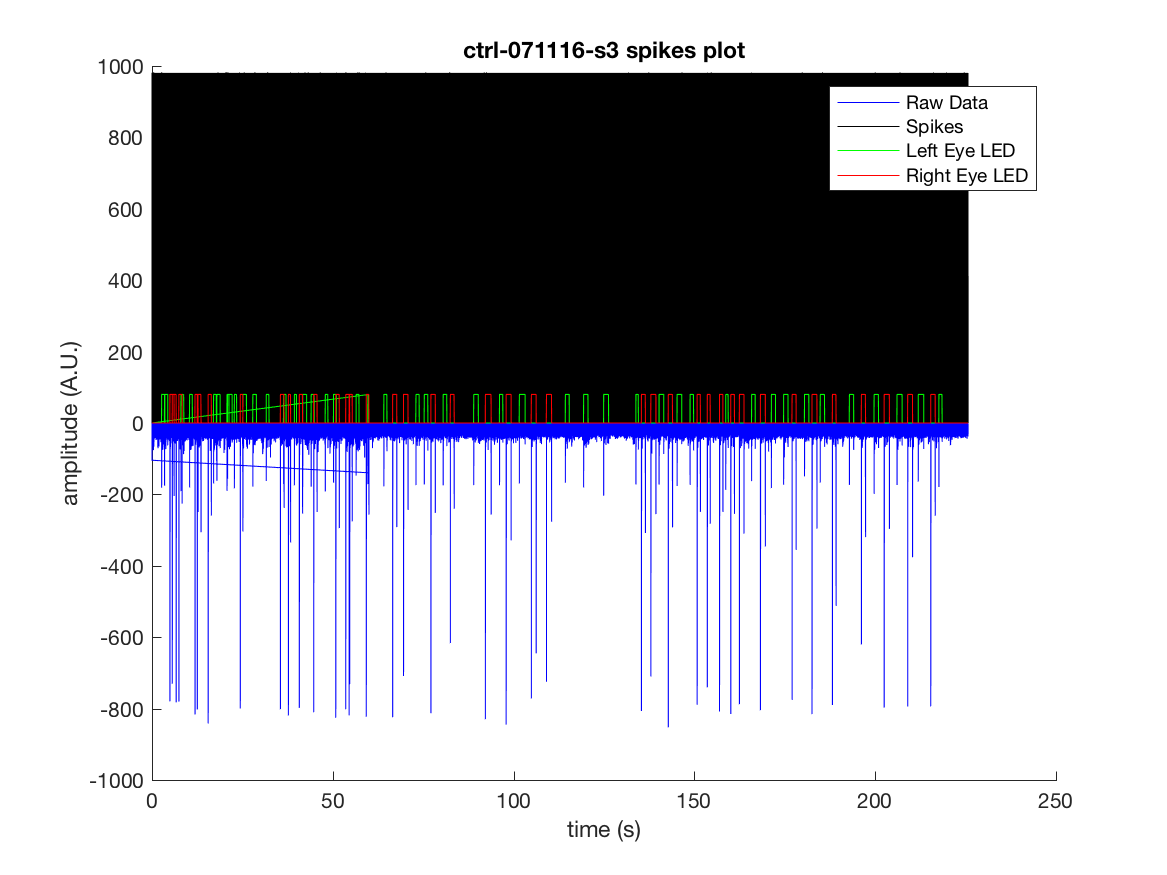 ctrl-071116-s3 spikes plot
1000
800
600
400
200
0
-200
-400
-600
-800
-1000
amplitude (A.U.)
Raw Data
Spikes
Left Eye LED
Right Eye LED
0 50 100 150 200 250
time (s)